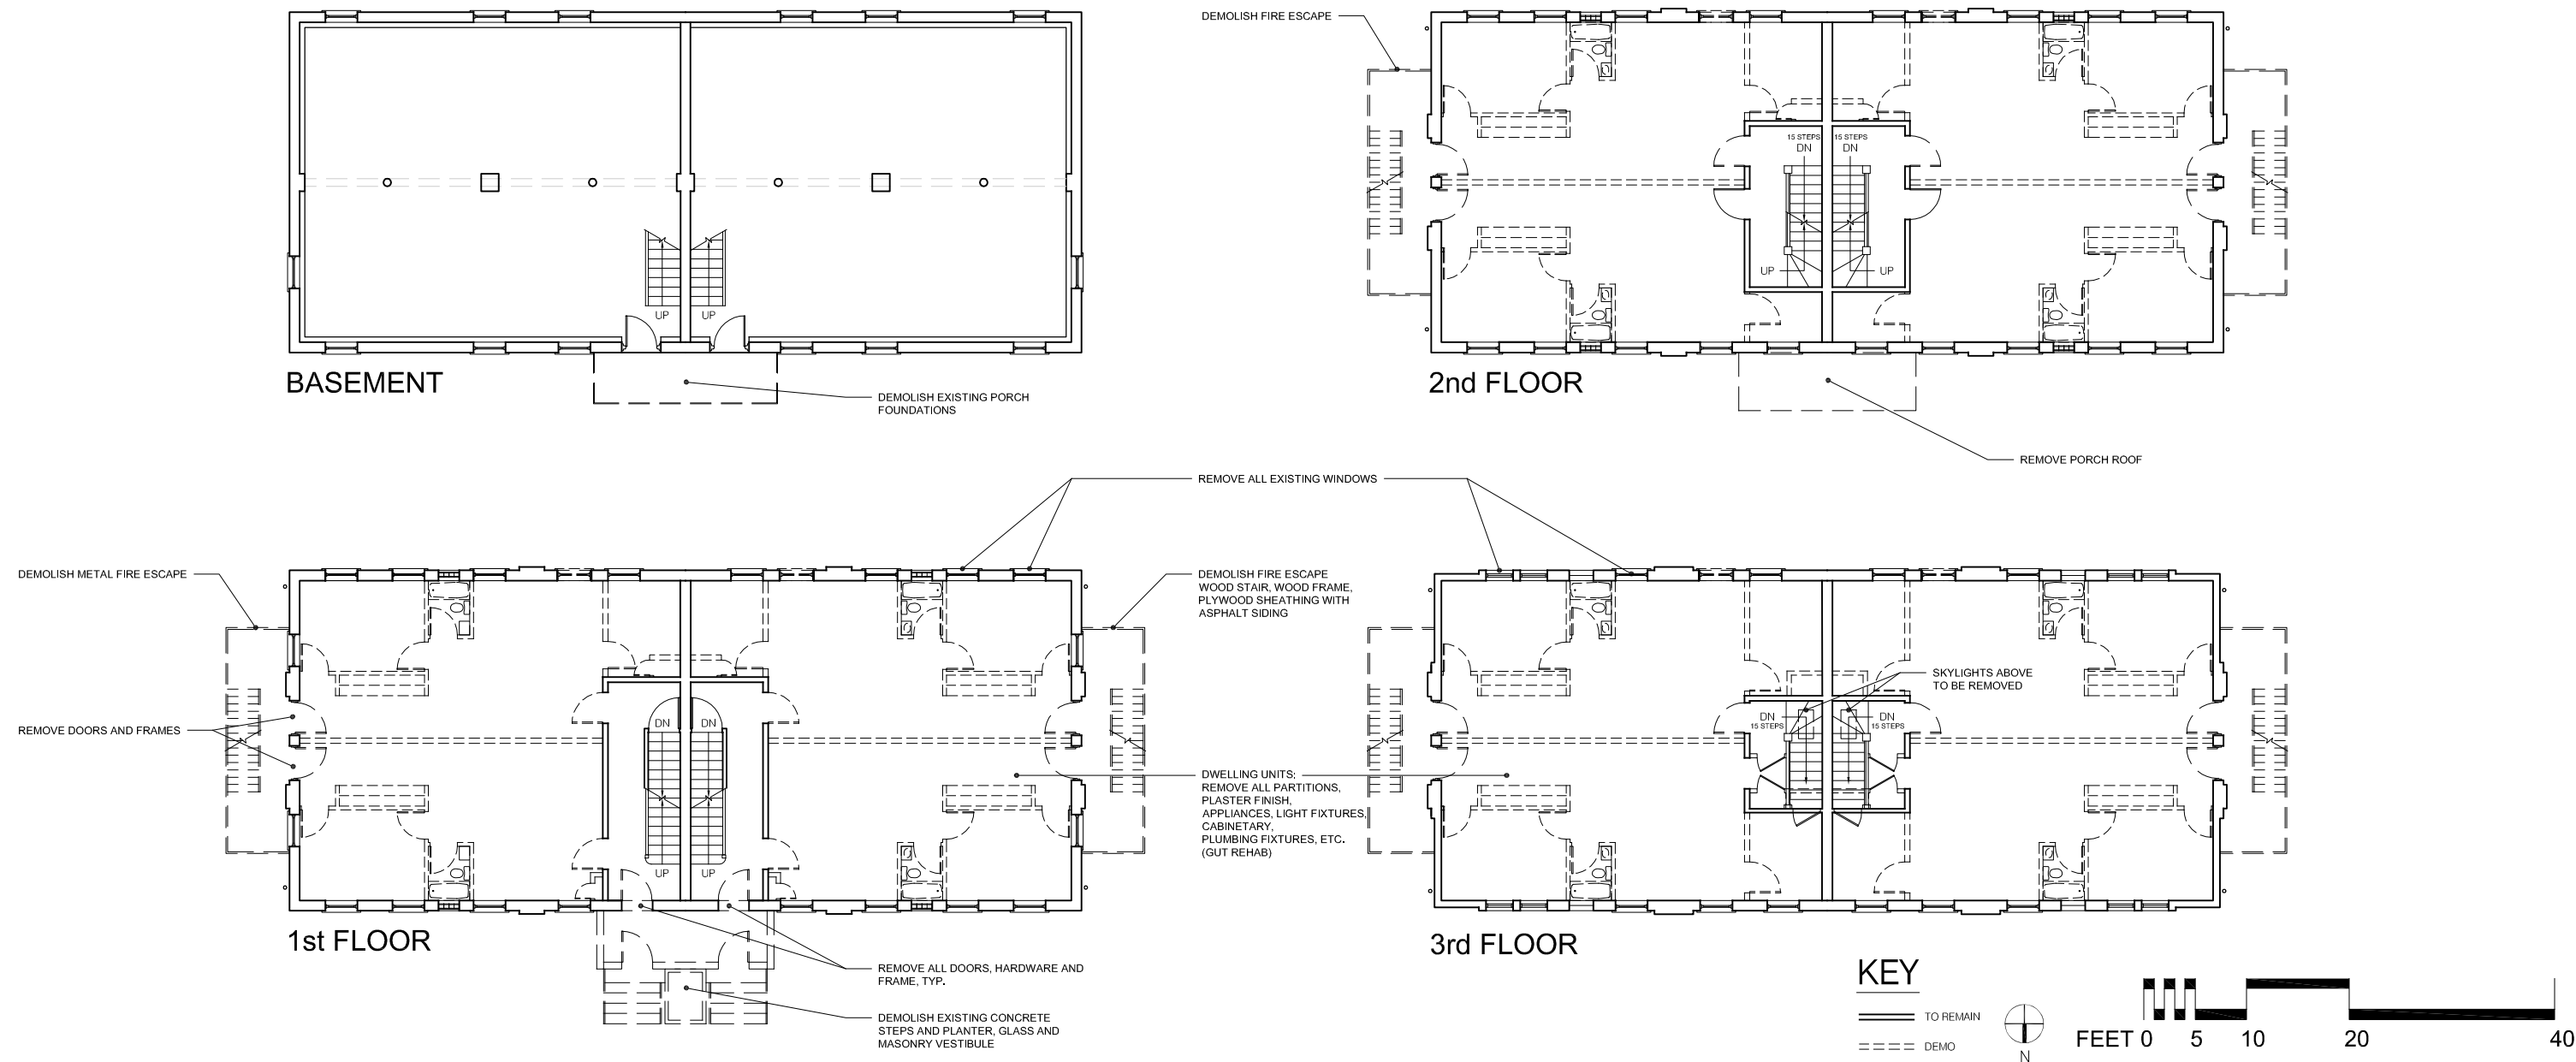 DEMOLISH FIRE ESCAPE
15 STEPS
DN
15 STEPS
DN
UP
UP
UP
UP
BASEMENT
DEMOLISH EXISTING PORCH
FOUNDATIONS
2nd FLOOR
REMOVE PORCH ROOF
REMOVE ALL EXISTING WINDOWS
DEMOLISH METAL FIRE ESCAPE
DEMOLISH FIRE ESCAPE
WOOD STAIR, WOOD FRAME,
PLYWOOD SHEATHING WITH
ASPHALT SIDING
REMOVE DOORS AND FRAMES
DN
DN
UP
UP
SKYLIGHTS ABOVE
TO BE REMOVED
DN
15 STEPS
DN
15 STEPS
DWELLING UNITS;
REMOVE ALL PARTITIONS,
PLASTER FINISH,
APPLIANCES, LIGHT FIXTURES,
CABINETARY,
PLUMBING FIXTURES, ETC.
(GUT REHAB)
1st FLOOR
3rd FLOOR
REMOVE ALL DOORS, HARDWARE AND
FRAME, TYP.
DEMOLISH EXISTING CONCRETE
STEPS AND PLANTER, GLASS AND
MASONRY VESTIBULE
KEY
TO REMAIN
DEMO
N
FEET 0 5 10 20 40